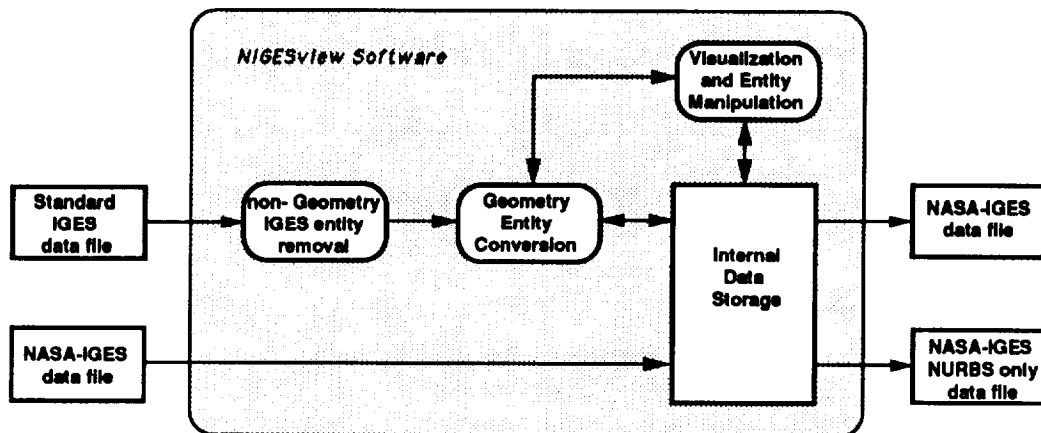 NIGESview Software
Visualization
and Entity
Manipulation
Standard
IGES
data file
non- Geometry
IGES entity
removal
Geometry
Entity
Conversion
Internal
Data
Storage
NASA-IGES
data file
NASA-IGES
data file
NASA-IGES
NURBS only
data file